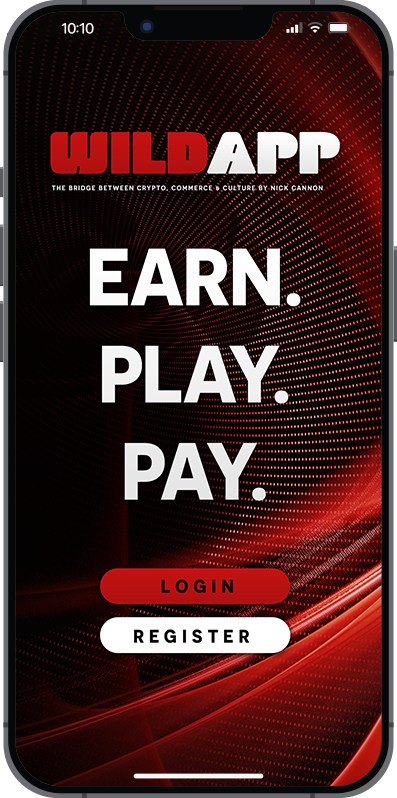 10:10
WILDAPP
THE BRIDGE BETWEEN CRYPTO, COMMERCE & CULTURE BY NICK CANNON
EARN.
PLAY.
PAY.
LOGIN
REGISTER